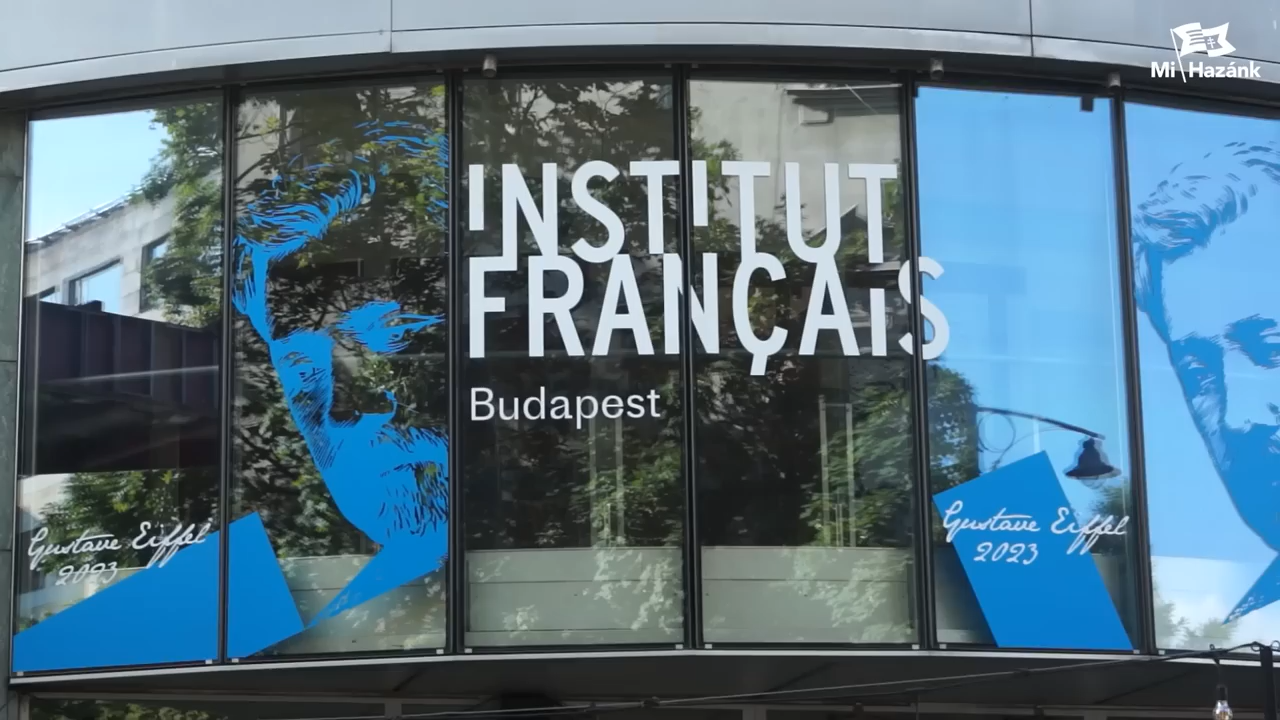 Mi Hazánk
INSTITUT
FRANÇAIS
Budapest
Gustave Eiffel
2023
Gustave Eiffel
2023